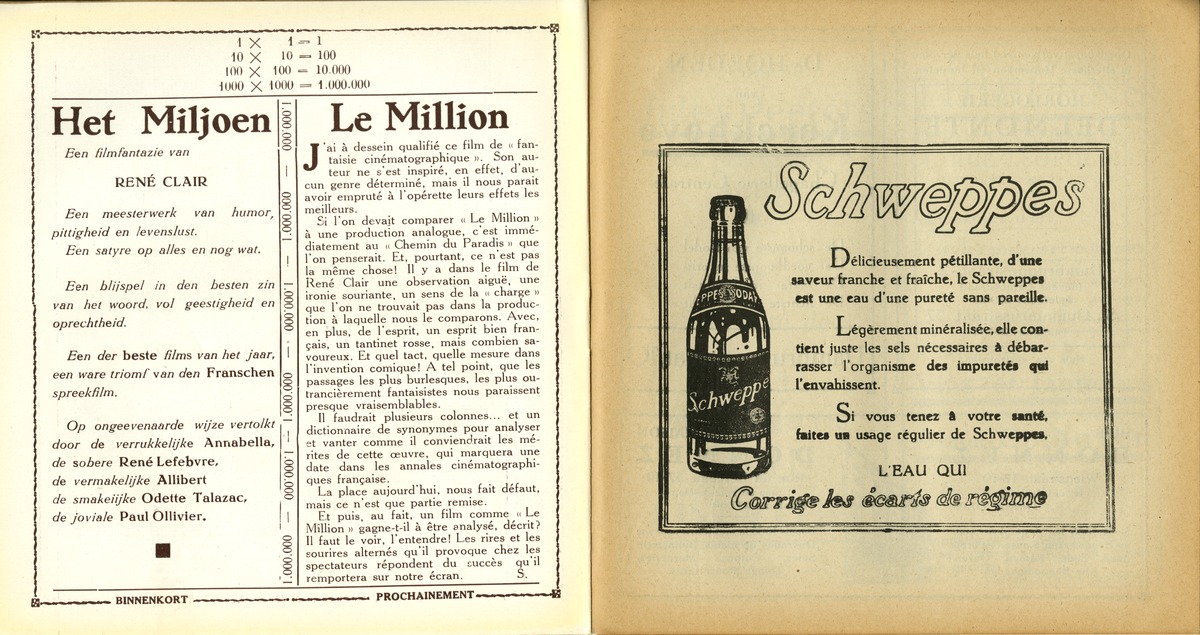 1 × 1 = 1
10 × 10 = 100
100 × 100 = 10.000
1000 × 1000 = 1.000.000
Het Miljoen
Een filmfantazie van
RENÉ CLAIR
Een meesterwerk van humor,
pittigheid en levenslust.
Een satyre op alles en nog wat.
Een blijspel in den besten zin
van het woord, vol geestigheid en
oprechtheid.
Een der beste films van het jaar,
een ware triomf van den Franschen
spreekfilm.
Op ongeevenaarde wijze vertolkt
door de verrukkelijke Annabella,
de sobere René Lefebvre,
de vermakelijke Allibert
de smakeiijke Odette Talazac,
de joviale Paul Ollivier.
1.000.000 — 1.000.000 — 1.000.000 — 1.000.000 — 1.000.000 — 1.000.000
Le Million
J'ai à dessein qualifié ce film de « fan-
taisie cinématographique ». Son au-
teur ne s'est inspiré, en effet, d'au-
cun genre déterminé, mais il nous parait
avoir empruté à l'opérette leurs effets les
meilleurs.
Si l'on devait comparer « Le Million »
à une production analogue, c'est immé-
diatement au « Chemin du Paradis » que
l'on penserait. Et, pourtant, ce n'est pas
la même chose! Il y a dans le film de
René Clair une observation aiguë, une
ironie souriante, un sens de la « charge »
que l'on ne trouvait pas dans la produc-
tion à laquelle nous le comparons. Avec,
en plus, de l'esprit, un esprit bien fran-
çais, un tantinet rosse, mais combien sa-
voureux. Et quel tact, quelle mesure dans
l'invention comique! A tel point, que les
passages les plus burlesques, les plus ou-
trancièrement fantaisistes nous paraissent
presque vraisemblables.
Il faudrait plusieurs colonnes... et un
dictionnaire de synonymes pour analyser
et vanter comme il conviendrait les mé-
rites de cette œuvre, qui marquera une
date dans les annales cinématographi-
ques française.
La place aujourd'hui, nous fait défaut,
mais ce n'est que partie remise.
Et puis, au fait, un film comme « Le
Million » gagne-t-il à être analysé, décrit?
Il faut le voir, l'entendre! Les rires et les
sourires alternés qu'il provoque chez les
spectateurs répondent du succès qu'il
remportera sur notre écran. S.
BINNENKORT
PROCHAINEMENT
Schweppes
Délicieusement pétillante, d'une
saveur franche et fraîche, le Schweppes
est une eau d'une pureté sans pareille.
Légèrement minéralisée, elle con-
tient juste les sels nécessaires à débar-
rasser l'organisme des impuretés qui
l'envahissent.
Si vous tenez à votre santé,
faites un usage régulier de Schweppes,
L'EAU QUI
Corrige les écarts de régime
PPES SODA
Schweppe